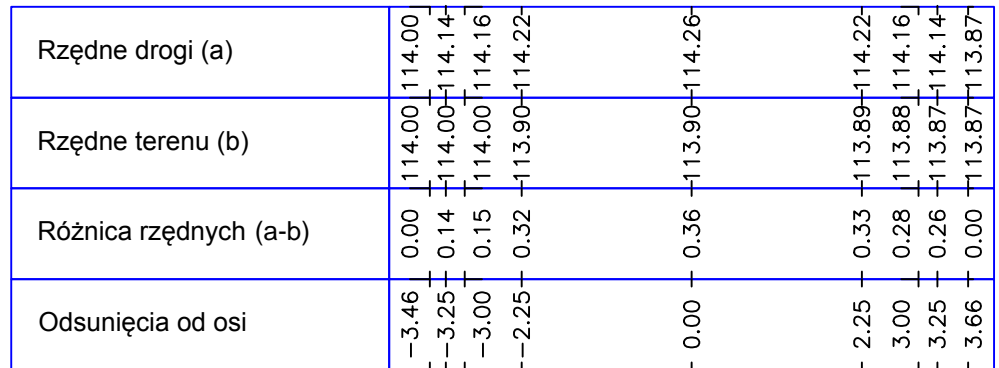 Rzędne drogi (a) 114.00 114.14 114.16 114.22 114.26 114.22 114.16 114.14 113.87
Rzędne terenu (b) 114.00 114.00 114.00 113.90 113.90 113.89 113.88 113.87 113.87
Różnica rzędnych (a-b) 0.00 0.14 0.15 0.32 0.36 0.33 0.28 0.26 0.00
Odsunięcia od osi -3.46 -3.25 -3.00 -2.25 0.00 2.25 3.00 3.25 3.66